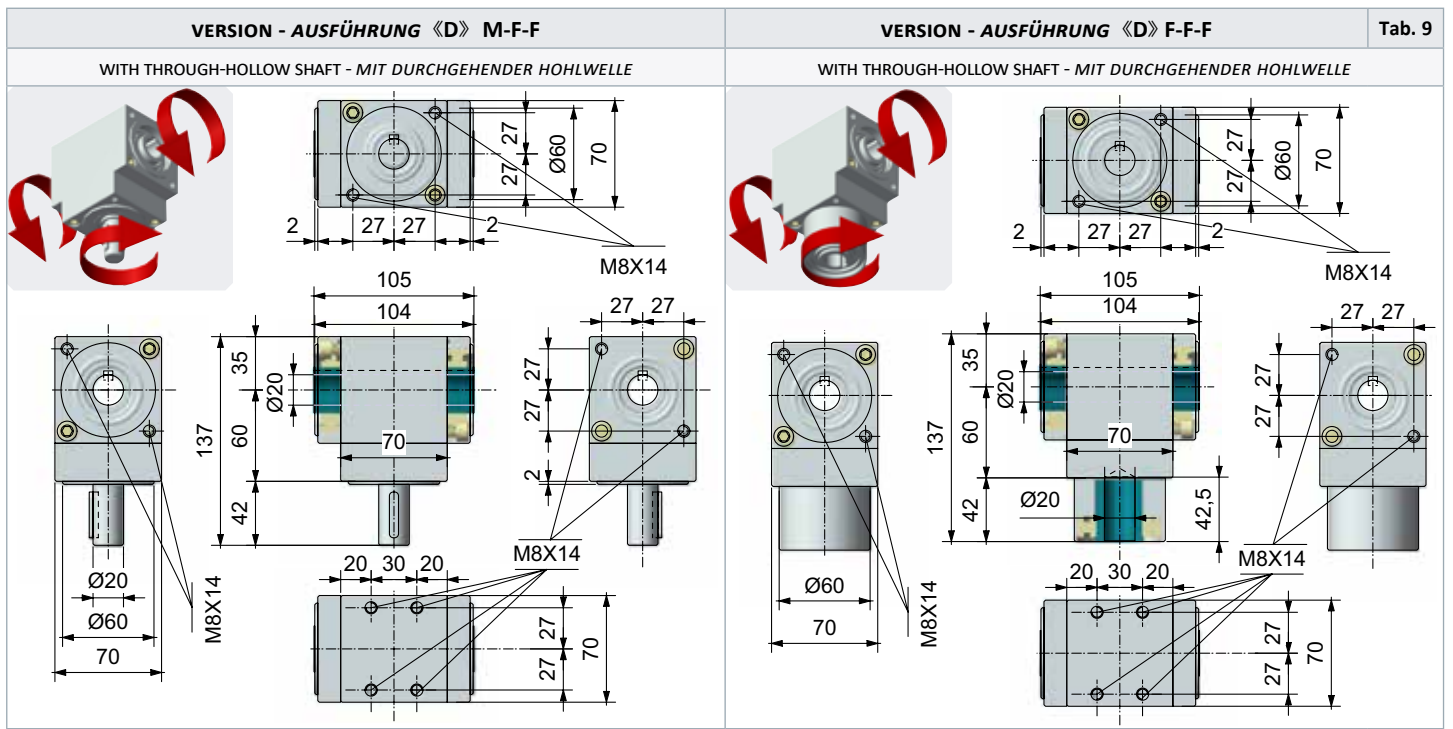 VERSION - AUSFÜHRUNG 《D》 M-F-F
WITH THROUGH-HOLLOW SHAFT - MIT DURCHGEHENDER HOHLWELLE
27
27
Ø60
70
2
27
27
2
M8X14
105
104
27
27
35
60
137
42
Ø20
70
27
27
2
Ø20
Ø60
70
M8X14
M8X14
20
30
20
27
27
70
VERSION - AUSFÜHRUNG 《D》 F-F-F
Tab. 9
WITH THROUGH-HOLLOW SHAFT - MIT DURCHGEHENDER HOHLWELLE
27
27
Ø60
70
2
27
27
2
M8X14
105
104
27
27
35
60
137
42
Ø20
70
27
27
Ø20
42,5
Ø60
70
M8X14
M8X14
20
30
20
27
27
70